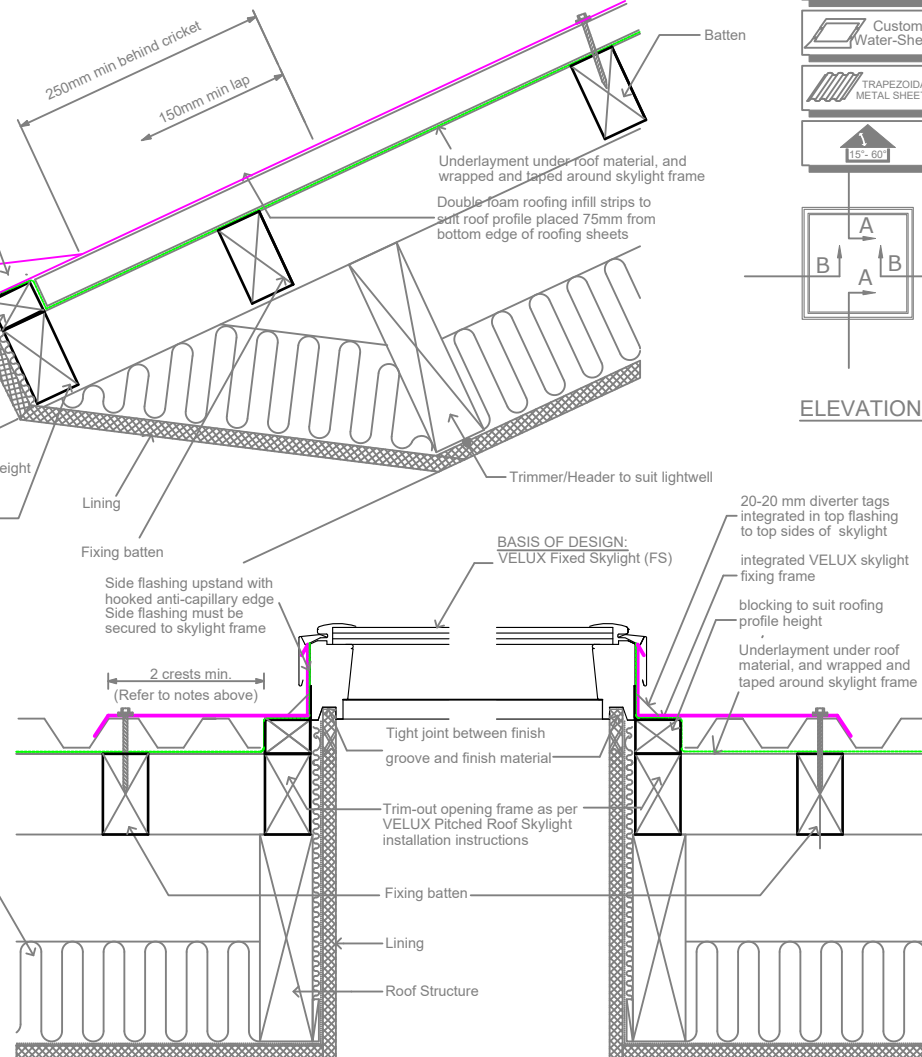 250mm min behind cricket
150mm min lap
Batten
Underlayment under roof material, and
wrapped and taped around skylight frame
Double foam roofing infill strips to
suit roof profile placed 75mm from
bottom edge of roofing sheets
Custom
Water-She
TRAPEZOIDA
METAL SHEET
15°- 60°
A
B
B
A
ELEVATION
eight
Lining
Trimmer/Header to suit lightwell
Fixing batten
BASIS OF DESIGN:
VELUX Fixed Skylight (FS)
20-20 mm diverter tags
integrated in top flashing
to top sides of skylight
integrated VELUX skylight
fixing frame
blocking to suit roofing
profile height
Underlayment under roof
material, and wrapped and
taped around skylight frame
Side flashing upstand with
hooked anti-capillary edge
Side flashing must be
secured to skylight frame
2 crests min.
(Refer to notes above)
Tight joint between finish
groove and finish material
Trim-out opening frame as per
VELUX Pitched Roof Skylight
installation instructions
Fixing batten
Lining
Roof Structure